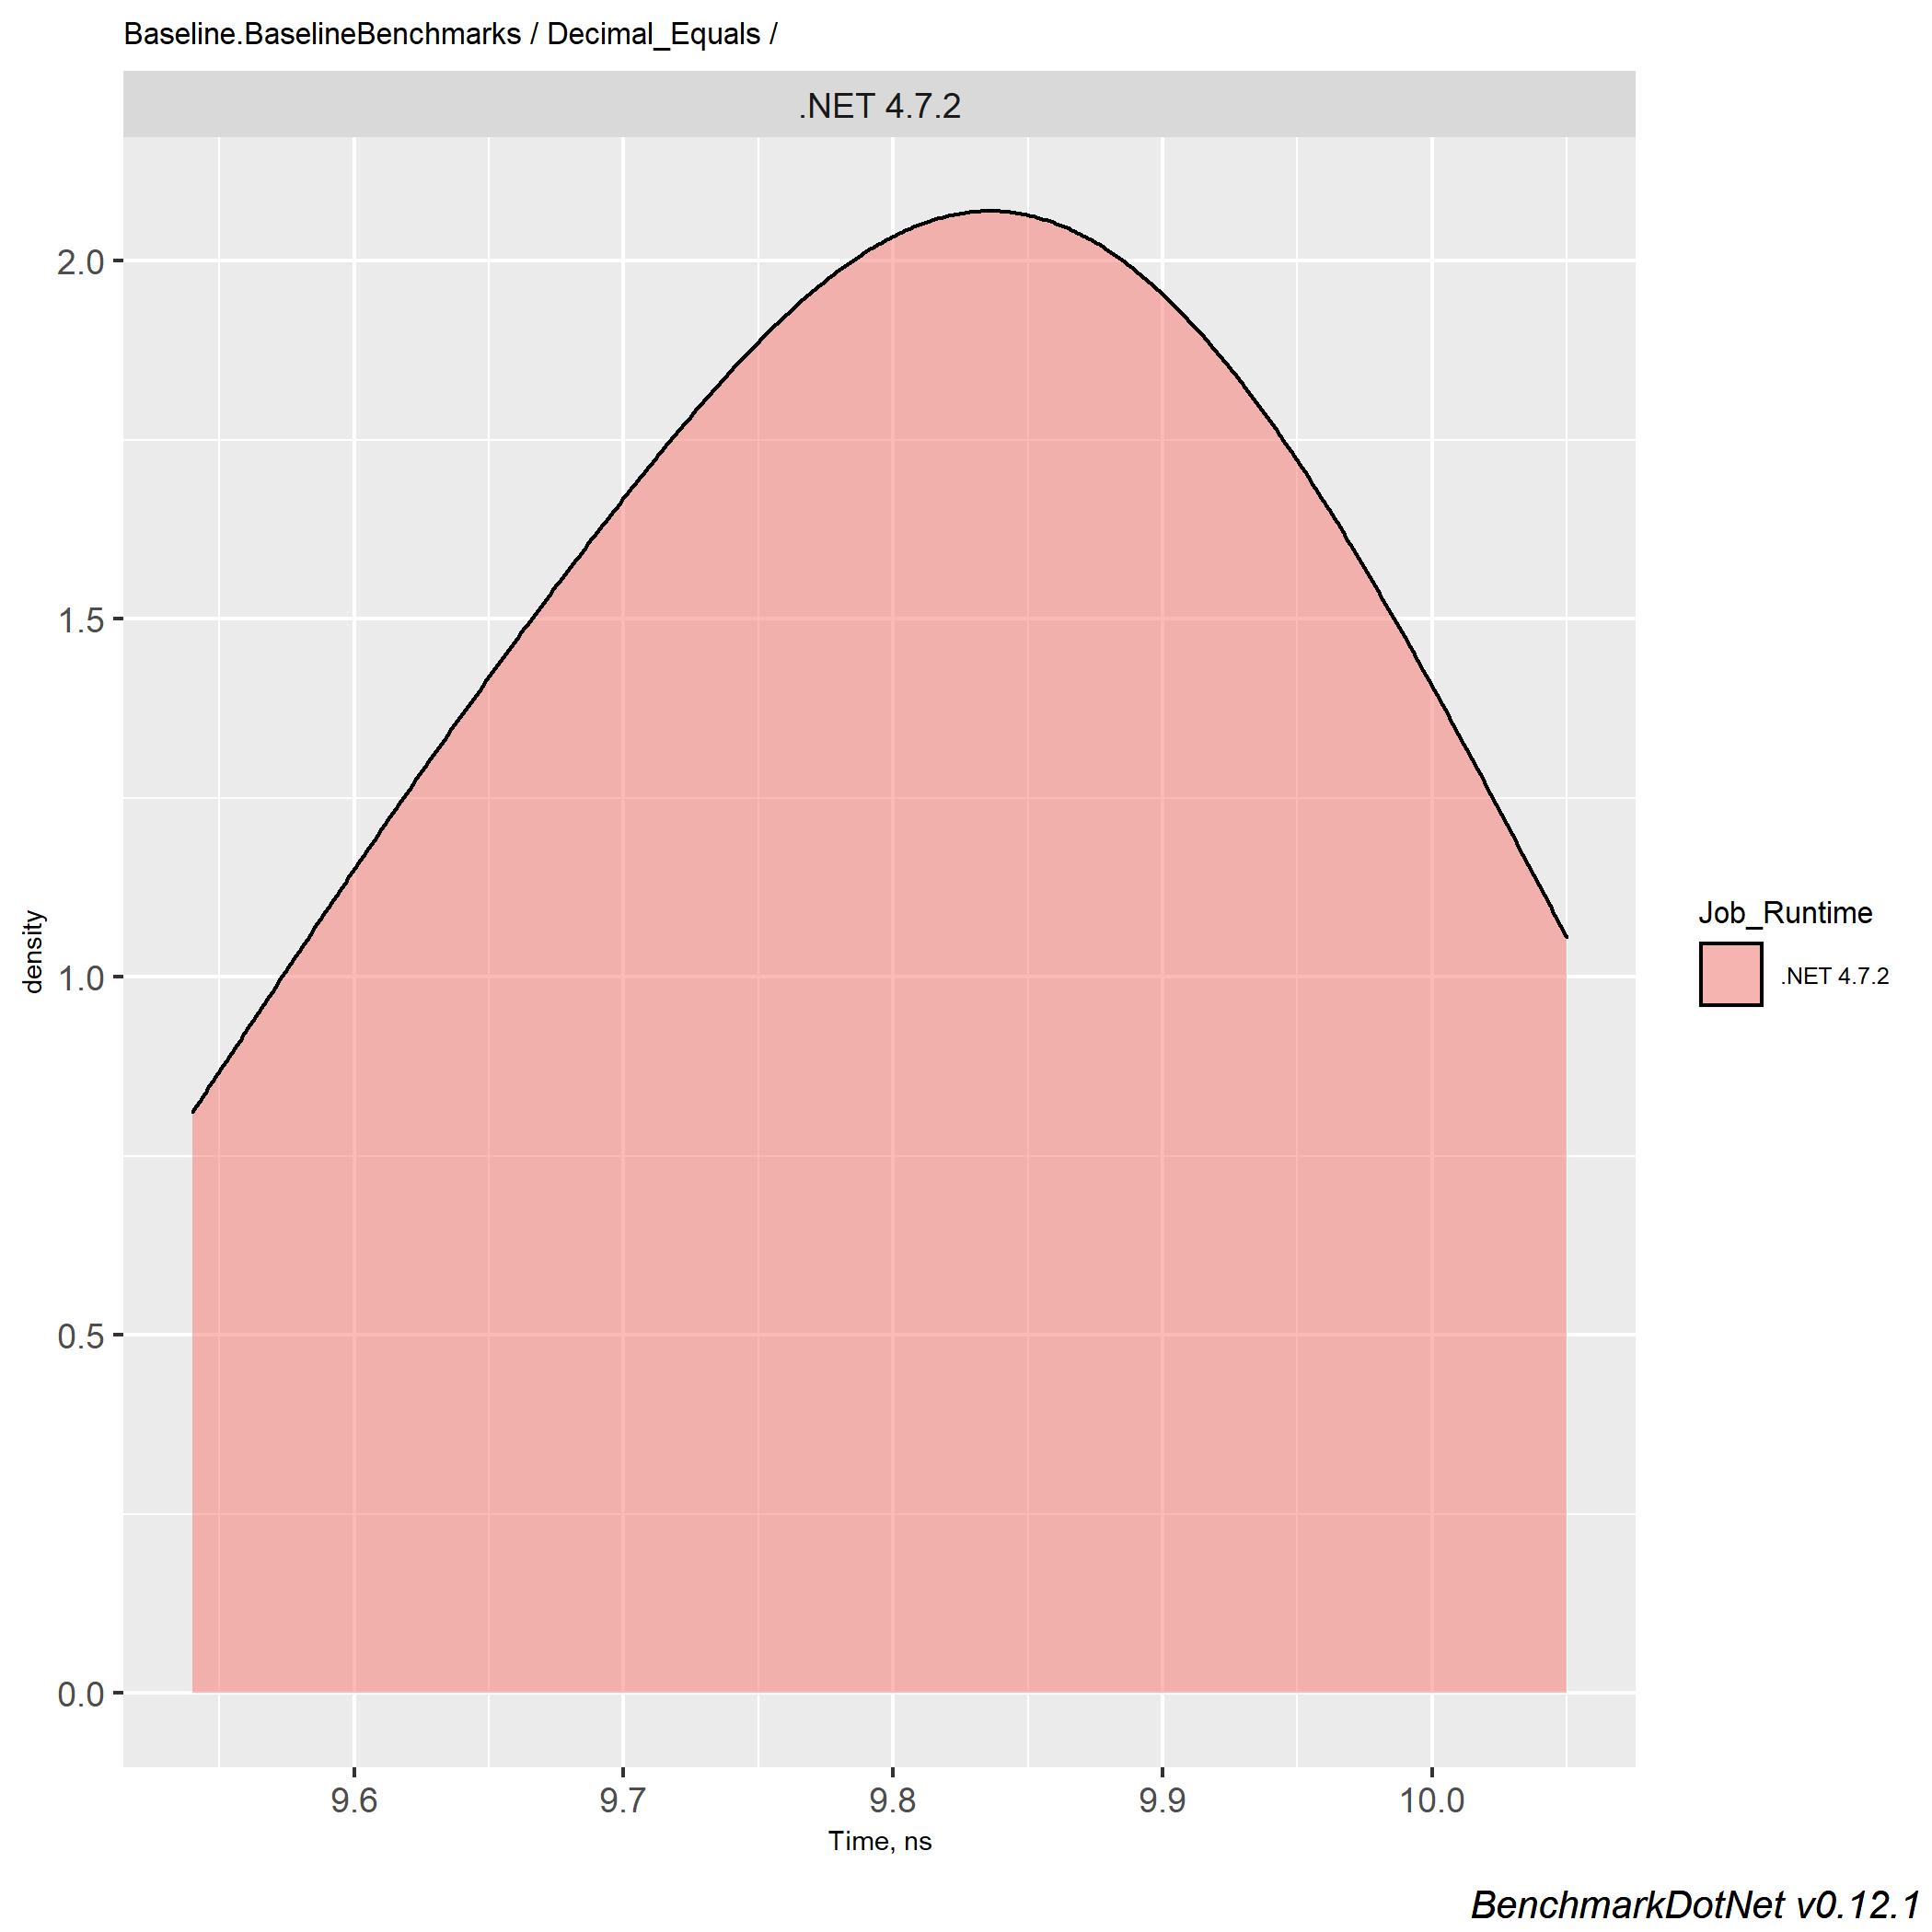 Baseline.BaselineBenchmarks / Decimal_Equals /
.NET 4.7.2
density
2.0
1.5
1.0
0.5
0.0
9.6 9.7 9.8 9.9 10.0
Time, ns
Job_Runtime
.NET 4.7.2
BenchmarkDotNet v0.12.1